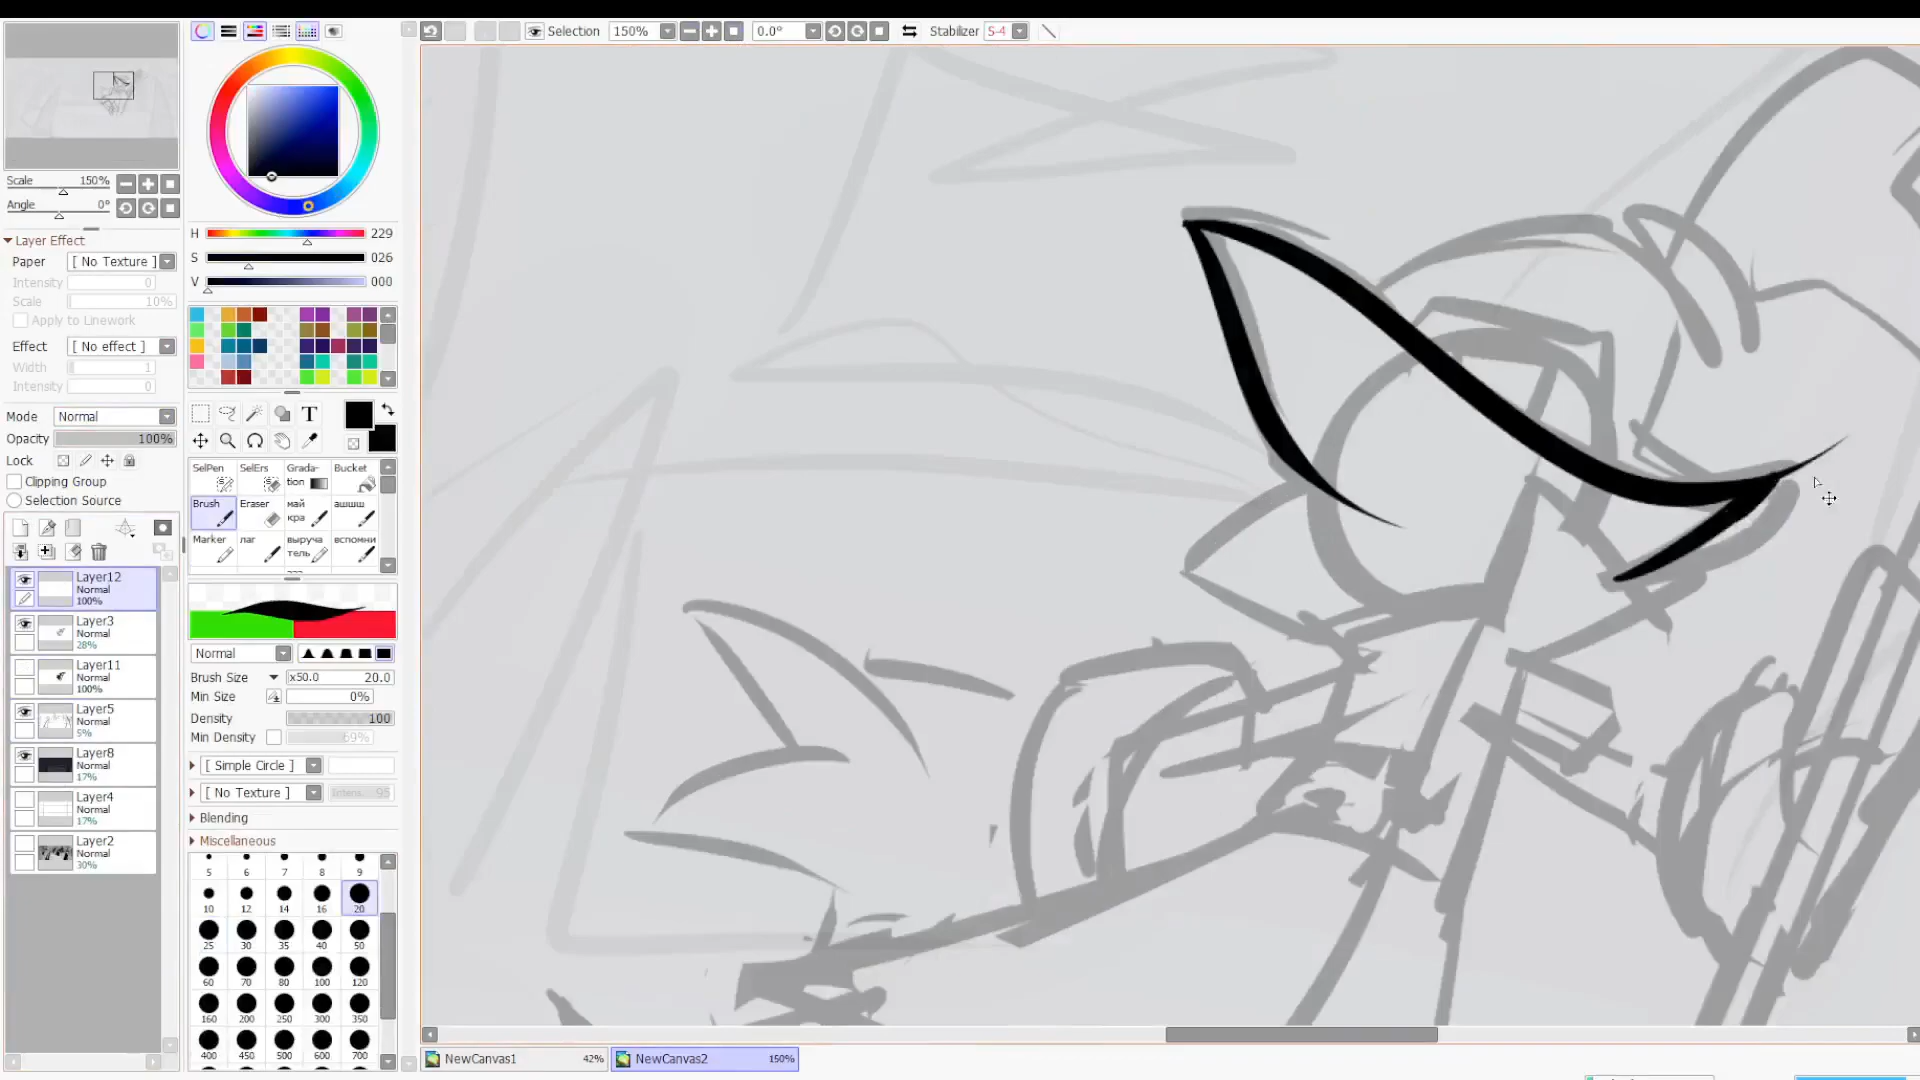 Selection 150% 0.0° Stabilizer S-4
Scale 150%
Angle 0°
Layer Effect
Paper [ No Texture ]
Intensity 0
Scale 10%
Apply to Linework
Effect [ No effect ]
Width 1
Intensity 0
Mode Normal
Opacity 100%
Lock
Clipping Group
Selection Source
Layer12
Normal
100%
Layer3
Normal
28%
Layer11
Normal
100%
Layer5
Normal
5%
Layer8
Normal
17%
Layer4
Normal
17%
Layer2
Normal
30%
H 229
S 026
V 000
T
SelPen SelErs Grada-tion Bucket
Brush Eraser май кра ашшш
Marker лаг выруча тель вспомни
Normal
Brush Size x50.0 20.0
Min Size 0%
Density 100
Min Density 69%
[ Simple Circle ]
[ No Texture ] Intens. 95
Blending
Miscellaneous
5 6 7 8 9
10 12 14 16 20
25 30 35 40 50
60 70 80 100 120
160 200 250 300 350
400 450 500 600 700
NewCanvas1 42% NewCanvas2 150%